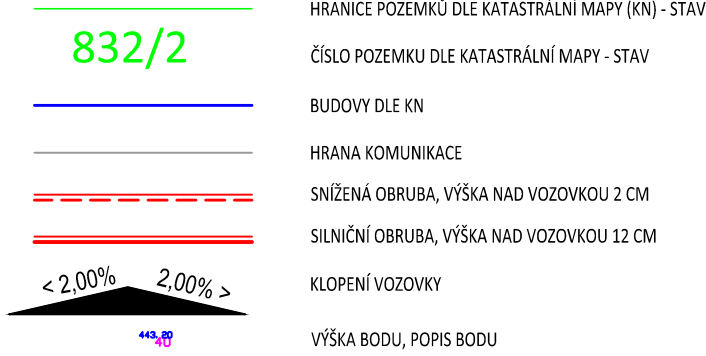 HRANICE POZEMKŮ DLE KATASTRÁLNÍ MAPY (KN) - STAV
832/2 ČÍSLO POZEMKU DLE KATASTRÁLNÍ MAPY - STAV
BUDOVY DLE KN
HRANA KOMUNIKACE
SNÍŽENÁ OBRUBA, VÝŠKA NAD VOZOVKOU 2 CM
SILNIČNÍ OBRUBA, VÝŠKA NAD VOZOVKOU 12 CM
< 2,00% 2,00% > KLOPENÍ VOZOVKY
443.20
40 VÝŠKA BODU, POPIS BODU